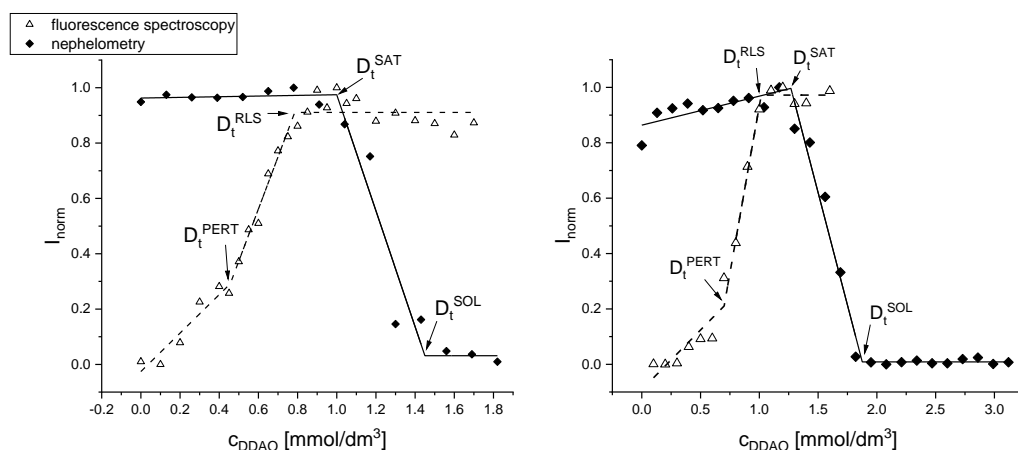 fluorescence spectroscopy
nephelometry
D_t^SAT
D_t^RLS
D_t^PERT
D_t^SOL
I_norm
1.0
0.8
0.6
0.4
0.2
0.0
-0.2 0.0 0.2 0.4 0.6 0.8 1.0 1.2 1.4 1.6 1.8
c_DDAO [mmol/dm³]
D_t^RLS
D_t^SAT
D_t^PERT
D_t^SOL
I_norm
1.0
0.8
0.6
0.4
0.2
0.0
0.0 0.5 1.0 1.5 2.0 2.5 3.0
c_DDAO [mmol/dm³]